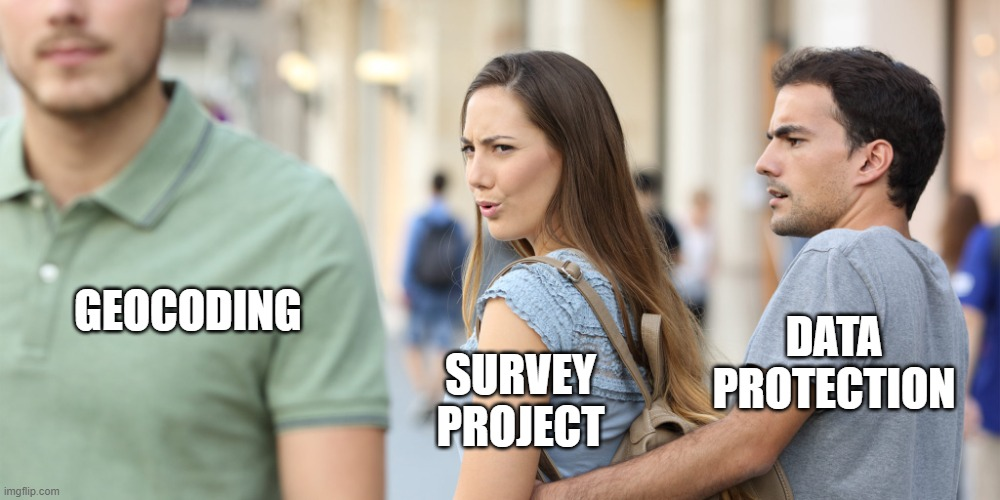 GEOCODING
SURVEY
PROJECT
DATA
PROTECTION
imgflip.com